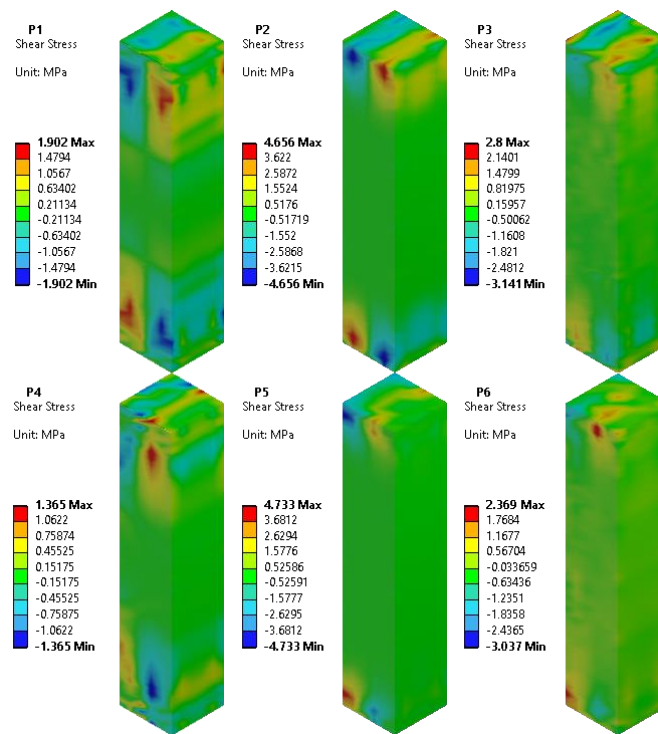 P1
Shear Stress
Unit: MPa
1.902 Max
1.4794
1.0567
0.63402
0.21134
-0.21134
-0.63402
-1.0567
-1.4794
-1.902 Min
P2
Shear Stress
Unit: MPa
4.656 Max
3.622
2.5872
1.5524
0.5176
-0.51719
-1.552
-2.5868
-3.6215
-4.656 Min
P3
Shear Stress
Unit: MPa
2.8 Max
2.1401
1.4799
0.81975
0.15957
-0.50062
-1.1608
-1.821
-2.4812
-3.141 Min
P4
Shear Stress
Unit: MPa
1.365 Max
1.0622
0.75874
0.45525
0.15175
-0.15175
-0.45525
-0.75875
-1.0622
-1.365 Min
P5
Shear Stress
Unit: MPa
4.733 Max
3.6812
2.6294
1.5776
0.52586
-0.52591
-1.5777
-2.6295
-3.6812
-4.733 Min
P6
Shear Stress
Unit: MPa
2.369 Max
1.7684
1.1677
0.56704
-0.033659
-0.63436
-1.2351
-1.8358
-2.4365
-3.037 Min